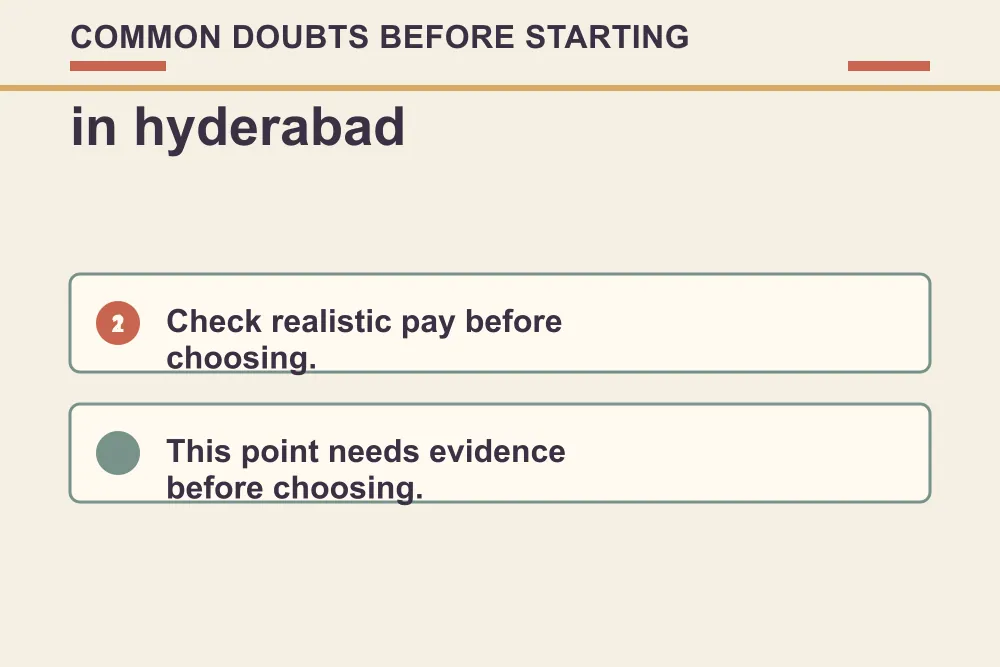 COMMON DOUBTS BEFORE STARTING
in hyderabad
2 Check realistic pay before
choosing.
This point needs evidence
before choosing.